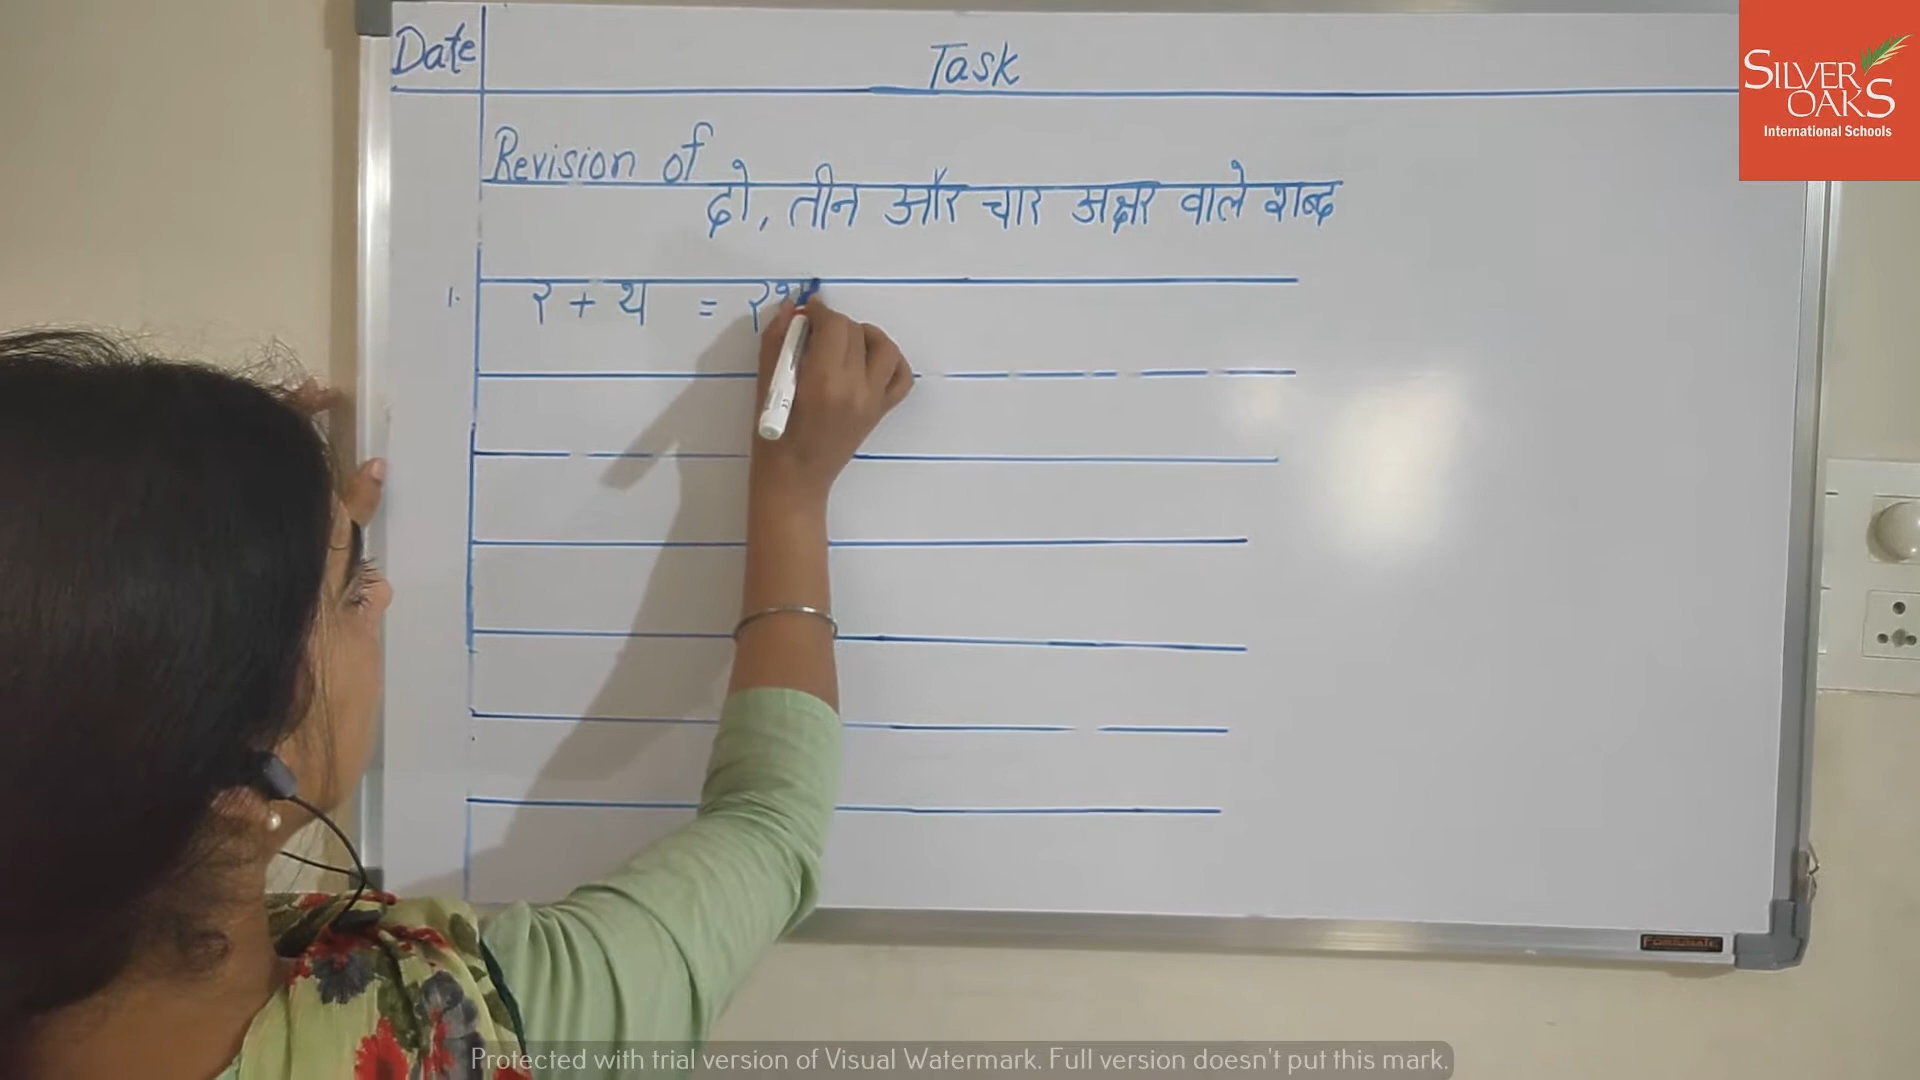 Date Task
SILVER OAKS
International Schools
Revision of
दो, तीन और चार अक्षर वाले शब्द
1. र + थ = रथ
Protected with trial version of Visual Watermark. Full version doesn't put this mark.